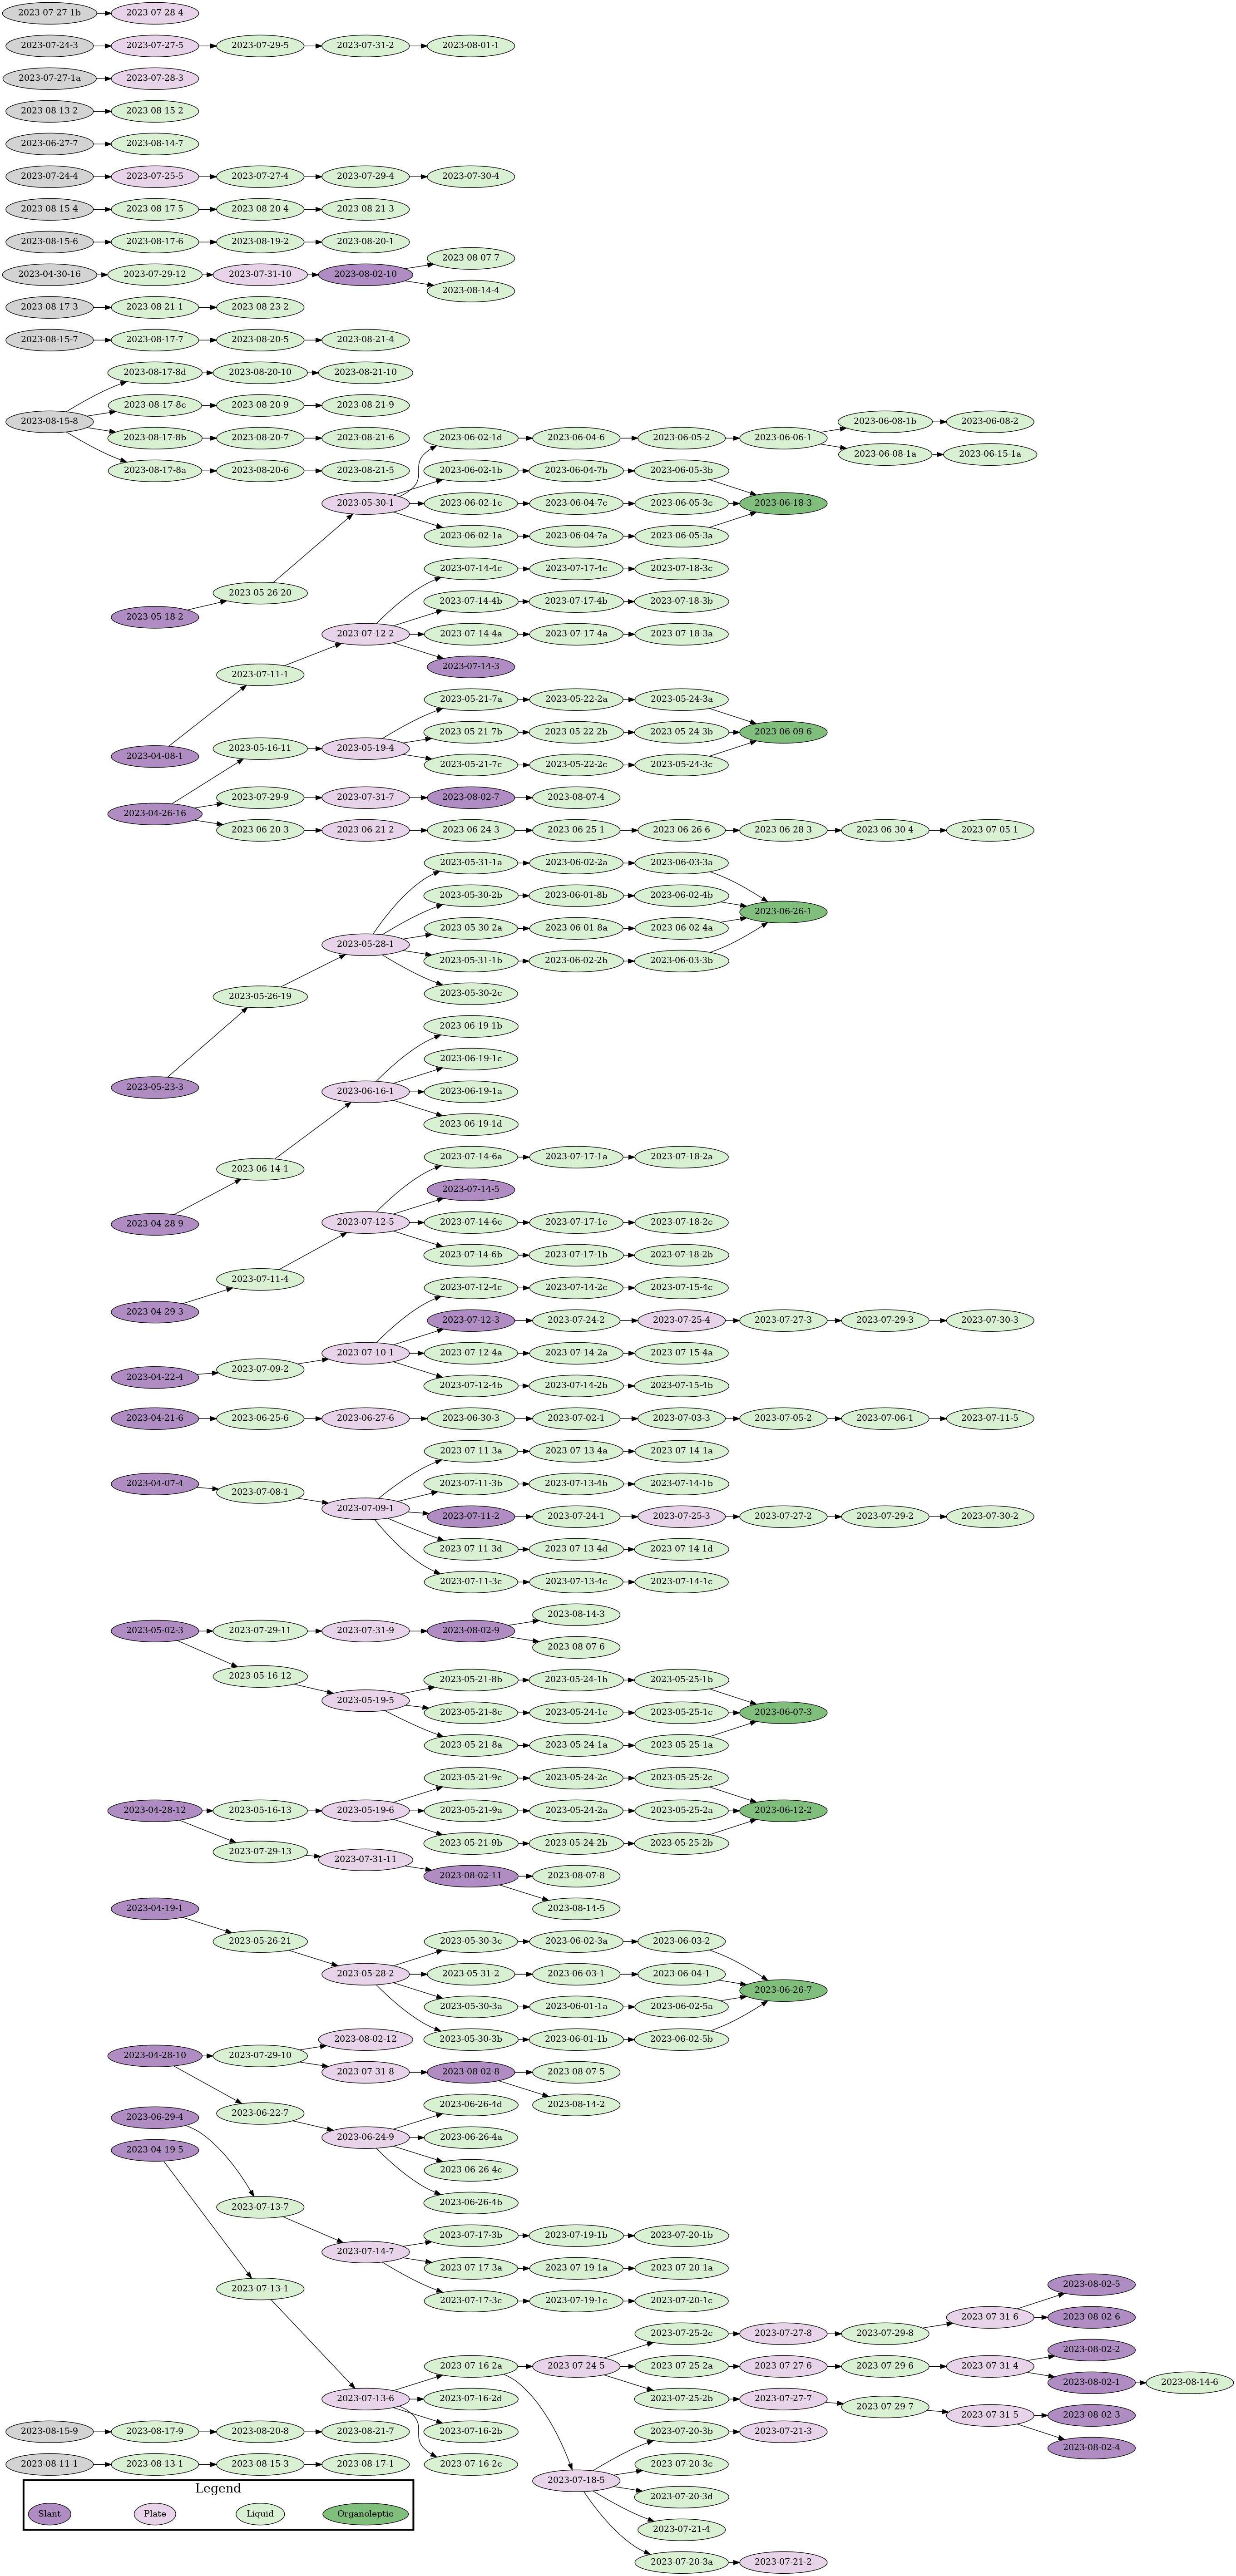 2023-07-27-1b 2023-07-28-4
2023-07-24-3 2023-07-27-5 2023-07-29-5 2023-07-31-2 2023-08-01-1
2023-07-27-1a 2023-07-28-3
2023-08-13-2 2023-08-15-2
2023-06-27-7 2023-08-14-7
2023-07-24-4 2023-07-25-5 2023-07-27-4 2023-07-29-4 2023-07-30-4
2023-08-15-4 2023-08-17-5 2023-08-20-4 2023-08-21-3
2023-08-15-6 2023-08-17-6 2023-08-19-2 2023-08-20-1
2023-08-07-7
2023-04-30-16 2023-07-29-12 2023-07-31-10 2023-08-02-10
2023-08-14-4
2023-08-17-3 2023-08-21-1 2023-08-23-2
2023-08-15-7 2023-08-17-7 2023-08-20-5 2023-08-21-4
2023-08-17-8d 2023-08-20-10 2023-08-21-10
2023-08-17-8c 2023-08-20-9 2023-08-21-9
2023-08-15-8 2023-06-08-1b 2023-06-08-2
2023-08-17-8b 2023-08-20-7 2023-08-21-6 2023-06-02-1d 2023-06-04-6 2023-06-05-2 2023-06-06-1
2023-06-08-1a 2023-06-15-1a
2023-08-17-8a 2023-08-20-6 2023-08-21-5 2023-06-02-1b 2023-06-04-7b 2023-06-05-3b
2023-05-30-1 2023-06-02-1c 2023-06-04-7c 2023-06-05-3c 2023-06-18-3
2023-06-02-1a 2023-06-04-7a 2023-06-05-3a
2023-07-14-4c 2023-07-17-4c 2023-07-18-3c
2023-05-26-20
2023-07-14-4b 2023-07-17-4b 2023-07-18-3b
2023-05-18-2
2023-07-12-2 2023-07-14-4a 2023-07-17-4a 2023-07-18-3a
2023-07-14-3
2023-07-11-1
2023-05-21-7a 2023-05-22-2a 2023-05-24-3a
2023-05-21-7b 2023-05-22-2b 2023-05-24-3b 2023-06-09-6
2023-05-16-11 2023-05-19-4
2023-04-08-1
2023-05-21-7c 2023-05-22-2c 2023-05-24-3c
2023-07-29-9 2023-07-31-7 2023-08-02-7 2023-08-07-4
2023-04-26-16
2023-06-20-3 2023-06-21-2 2023-06-24-3 2023-06-25-1 2023-06-26-6 2023-06-28-3 2023-06-30-4 2023-07-05-1
2023-05-31-1a 2023-06-02-2a 2023-06-03-3a
2023-05-30-2b 2023-06-01-8b 2023-06-02-4b
2023-06-26-1
2023-05-30-2a 2023-06-01-8a 2023-06-02-4a
2023-05-28-1
2023-05-31-1b 2023-06-02-2b 2023-06-03-3b
2023-05-30-2c
2023-05-26-19
2023-06-19-1b
2023-06-19-1c
2023-05-23-3
2023-06-16-1 2023-06-19-1a
2023-06-19-1d
2023-07-14-6a 2023-07-17-1a 2023-07-18-2a
2023-06-14-1
2023-07-14-5
2023-04-28-9 2023-07-12-5 2023-07-14-6c 2023-07-17-1c 2023-07-18-2c
2023-07-14-6b 2023-07-17-1b 2023-07-18-2b
2023-07-11-4
2023-07-12-4c 2023-07-14-2c 2023-07-15-4c
2023-04-29-3
2023-07-12-3 2023-07-24-2 2023-07-25-4 2023-07-27-3 2023-07-29-3 2023-07-30-3
2023-07-10-1 2023-07-12-4a 2023-07-14-2a 2023-07-15-4a
2023-07-09-2
2023-04-22-4
2023-07-12-4b 2023-07-14-2b 2023-07-15-4b
2023-04-21-6 2023-06-25-6 2023-06-27-6 2023-06-30-3 2023-07-02-1 2023-07-03-3 2023-07-05-2 2023-07-06-1 2023-07-11-5
2023-07-11-3a 2023-07-13-4a 2023-07-14-1a
2023-04-07-4 2023-07-11-3b 2023-07-13-4b 2023-07-14-1b
2023-07-08-1
2023-07-09-1
2023-07-11-2 2023-07-24-1 2023-07-25-3 2023-07-27-2 2023-07-29-2 2023-07-30-2
2023-07-11-3d 2023-07-13-4d 2023-07-14-1d
2023-07-11-3c 2023-07-13-4c 2023-07-14-1c
2023-08-14-3
2023-05-02-3 2023-07-29-11 2023-07-31-9 2023-08-02-9
2023-08-07-6
2023-05-16-12
2023-05-21-8b 2023-05-24-1b 2023-05-25-1b
2023-05-19-5
2023-05-21-8c 2023-05-24-1c 2023-05-25-1c 2023-06-07-3
2023-05-21-8a 2023-05-24-1a 2023-05-25-1a
2023-05-21-9c 2023-05-24-2c 2023-05-25-2c
2023-04-28-12 2023-05-16-13 2023-05-19-6 2023-05-21-9a 2023-05-24-2a 2023-05-25-2a 2023-06-12-2
2023-05-21-9b 2023-05-24-2b 2023-05-25-2b
2023-07-29-13
2023-07-31-11
2023-08-02-11 2023-08-07-8
2023-04-19-1 2023-08-14-5
2023-05-26-21 2023-05-30-3c 2023-06-02-3a 2023-06-03-2
2023-05-28-2 2023-05-31-2 2023-06-03-1 2023-06-04-1
2023-06-26-7
2023-05-30-3a 2023-06-01-1a 2023-06-02-5a
2023-08-02-12 2023-05-30-3b 2023-06-01-1b 2023-06-02-5b
2023-04-28-10 2023-07-29-10
2023-07-31-8 2023-08-02-8 2023-08-07-5
2023-06-26-4d 2023-08-14-2
2023-06-22-7
2023-06-29-4
2023-06-24-9 2023-06-26-4a
2023-04-19-5
2023-06-26-4c
2023-06-26-4b
2023-07-13-7
2023-07-17-3b 2023-07-19-1b 2023-07-20-1b
2023-07-14-7
2023-07-17-3a 2023-07-19-1a 2023-07-20-1a
2023-08-02-5
2023-07-13-1
2023-07-17-3c 2023-07-19-1c 2023-07-20-1c
2023-07-31-6 2023-08-02-6
2023-07-25-2c 2023-07-27-8 2023-07-29-8
2023-08-02-2
2023-07-16-2a 2023-07-24-5 2023-07-25-2a 2023-07-27-6 2023-07-29-6 2023-07-31-4
2023-08-02-1 2023-08-14-6
2023-07-13-6 2023-07-16-2d 2023-07-25-2b 2023-07-27-7
2023-07-29-7
2023-07-31-5 2023-08-02-3
2023-08-15-9 2023-08-17-9 2023-08-20-8 2023-08-21-7 2023-07-16-2b 2023-07-20-3b 2023-07-21-3
2023-08-02-4
2023-08-11-1 2023-08-13-1 2023-08-15-3 2023-08-17-1 2023-07-16-2c 2023-07-20-3c
2023-07-18-5
Legend
2023-07-20-3d
Slant Plate Liquid Organoleptic
2023-07-21-4
2023-07-20-3a 2023-07-21-2